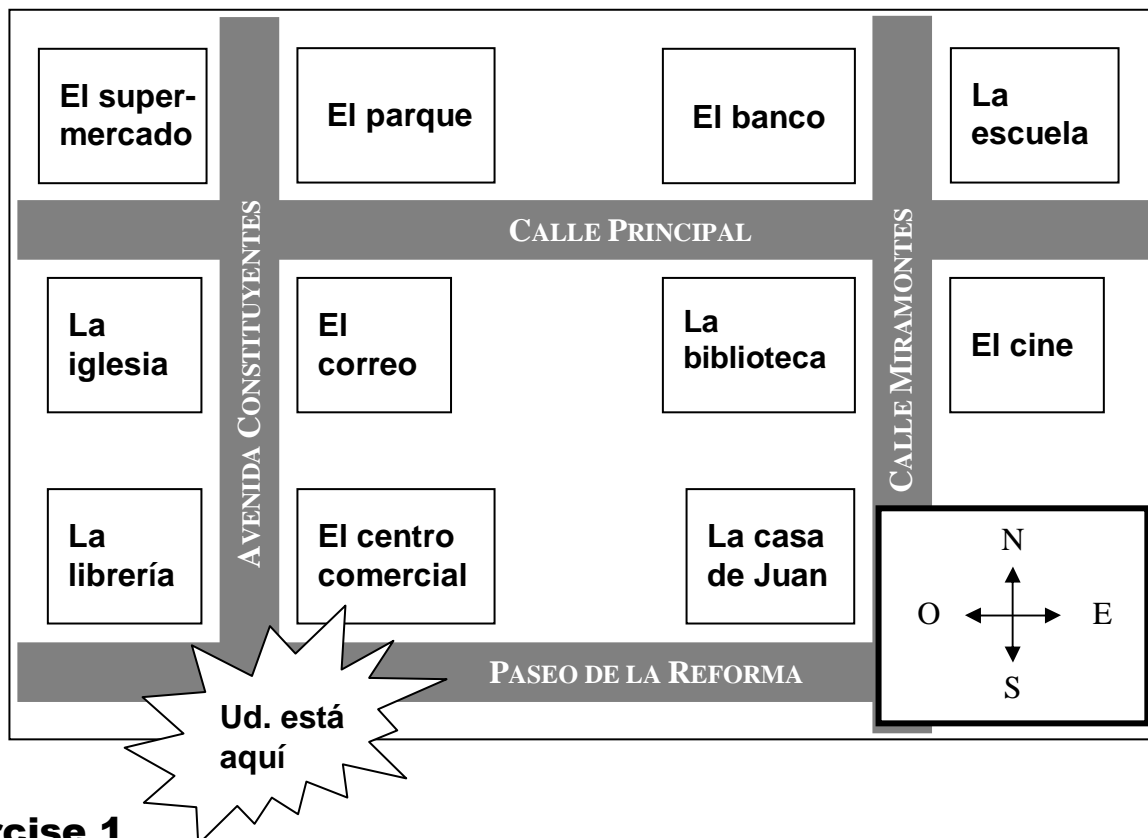 El super-
mercado
El parque
El banco
La
escuela
CALLE PRINCIPAL
AVENIDA CONSTITUYENTES
CALLE MIRAMONTES
La
iglesia
El
correo
La
biblioteca
El cine
La
librería
El centro
comercial
La casa
de Juan
N
O
E
S
PASEO DE LA REFORMA
Ud. está
aquí
rcise 1